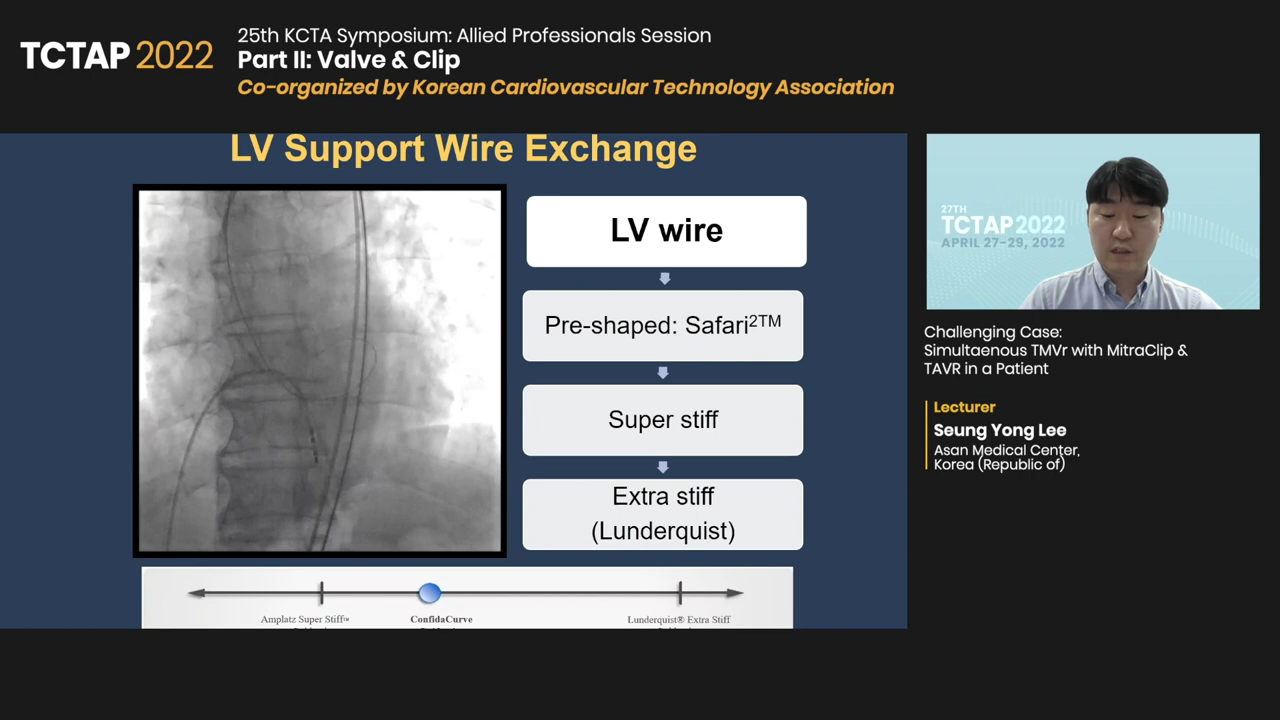 TCTAP 2022
25th KCTA Symposium: Allied Professionals Session
Part II: Valve & Clip
Co-organized by Korean Cardiovascular Technology Association
LV Support Wire Exchange
LV wire
Pre-shaped: Safari2TM
Super stiff
Extra stiff
(Lunderquist)
Amplatz Super Stiff™
ConfidaCurve
Lunderquist® Extra Stiff
27TH
TCTAP 2022
APRIL 27-29, 2022
Challenging Case:
Simultaenous TMVr with MitraClip &
TAVR in a Patient
Lecturer
Seung Yong Lee
Asan Medical Center,
Korea (Republic of)